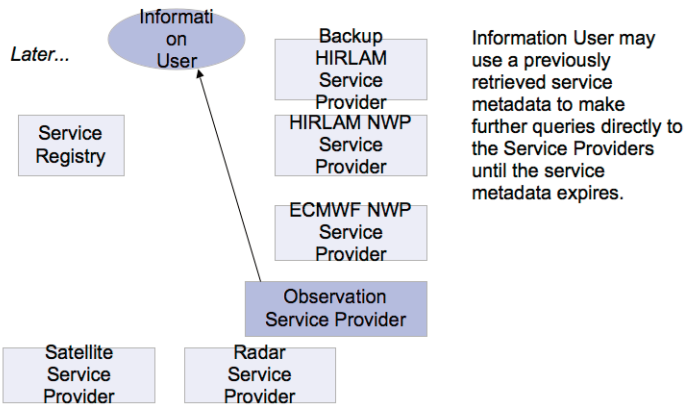 Later...
Informati
on
User
Service
Registry
Backup
HIRLAM
Service
Provider
HIRLAM NWP
Service
Provider
ECMWF NWP
Service
Provider
Observation
Service Provider
Satellite
Service
Provider
Radar
Service
Provider
Information User may
use a previously
retrieved service
metadata to make
further queries directly to
the Service Providers
until the service
metadata expires.